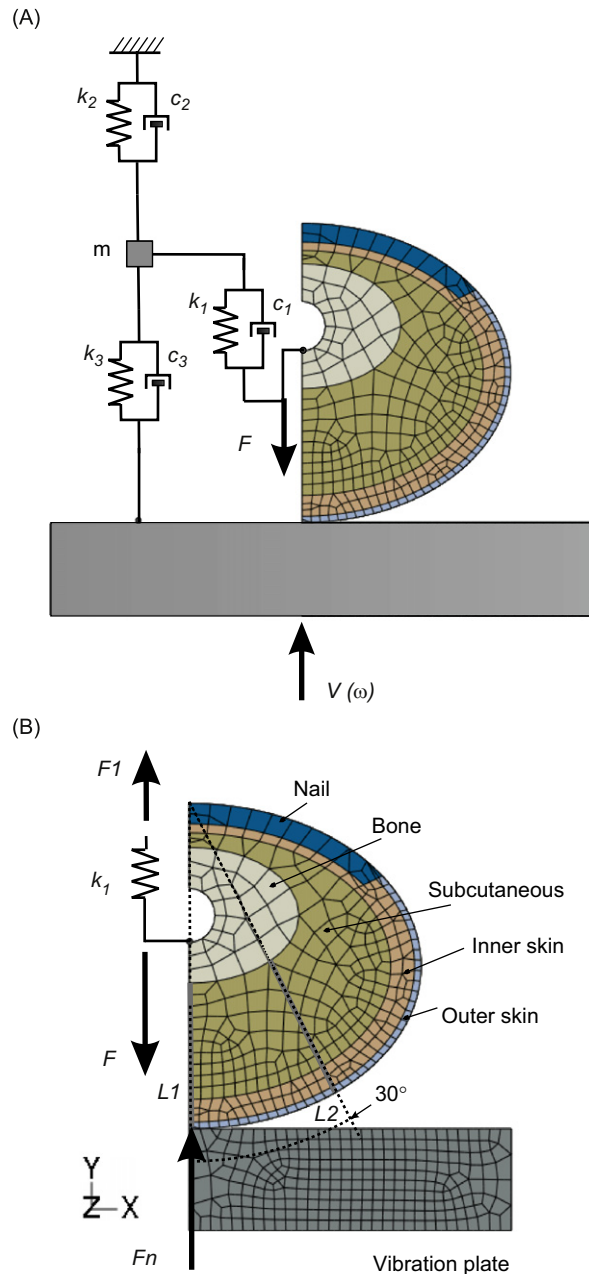 (A)
k2
c2
m
k1
c1
k3
c3
F
V (ω)
(B)
F1
Nail
Bone
k1
Subcutaneous
Inner skin
Outer skin
F
L1
30°
L2
Y
Z
X
Fn
Vibration plate